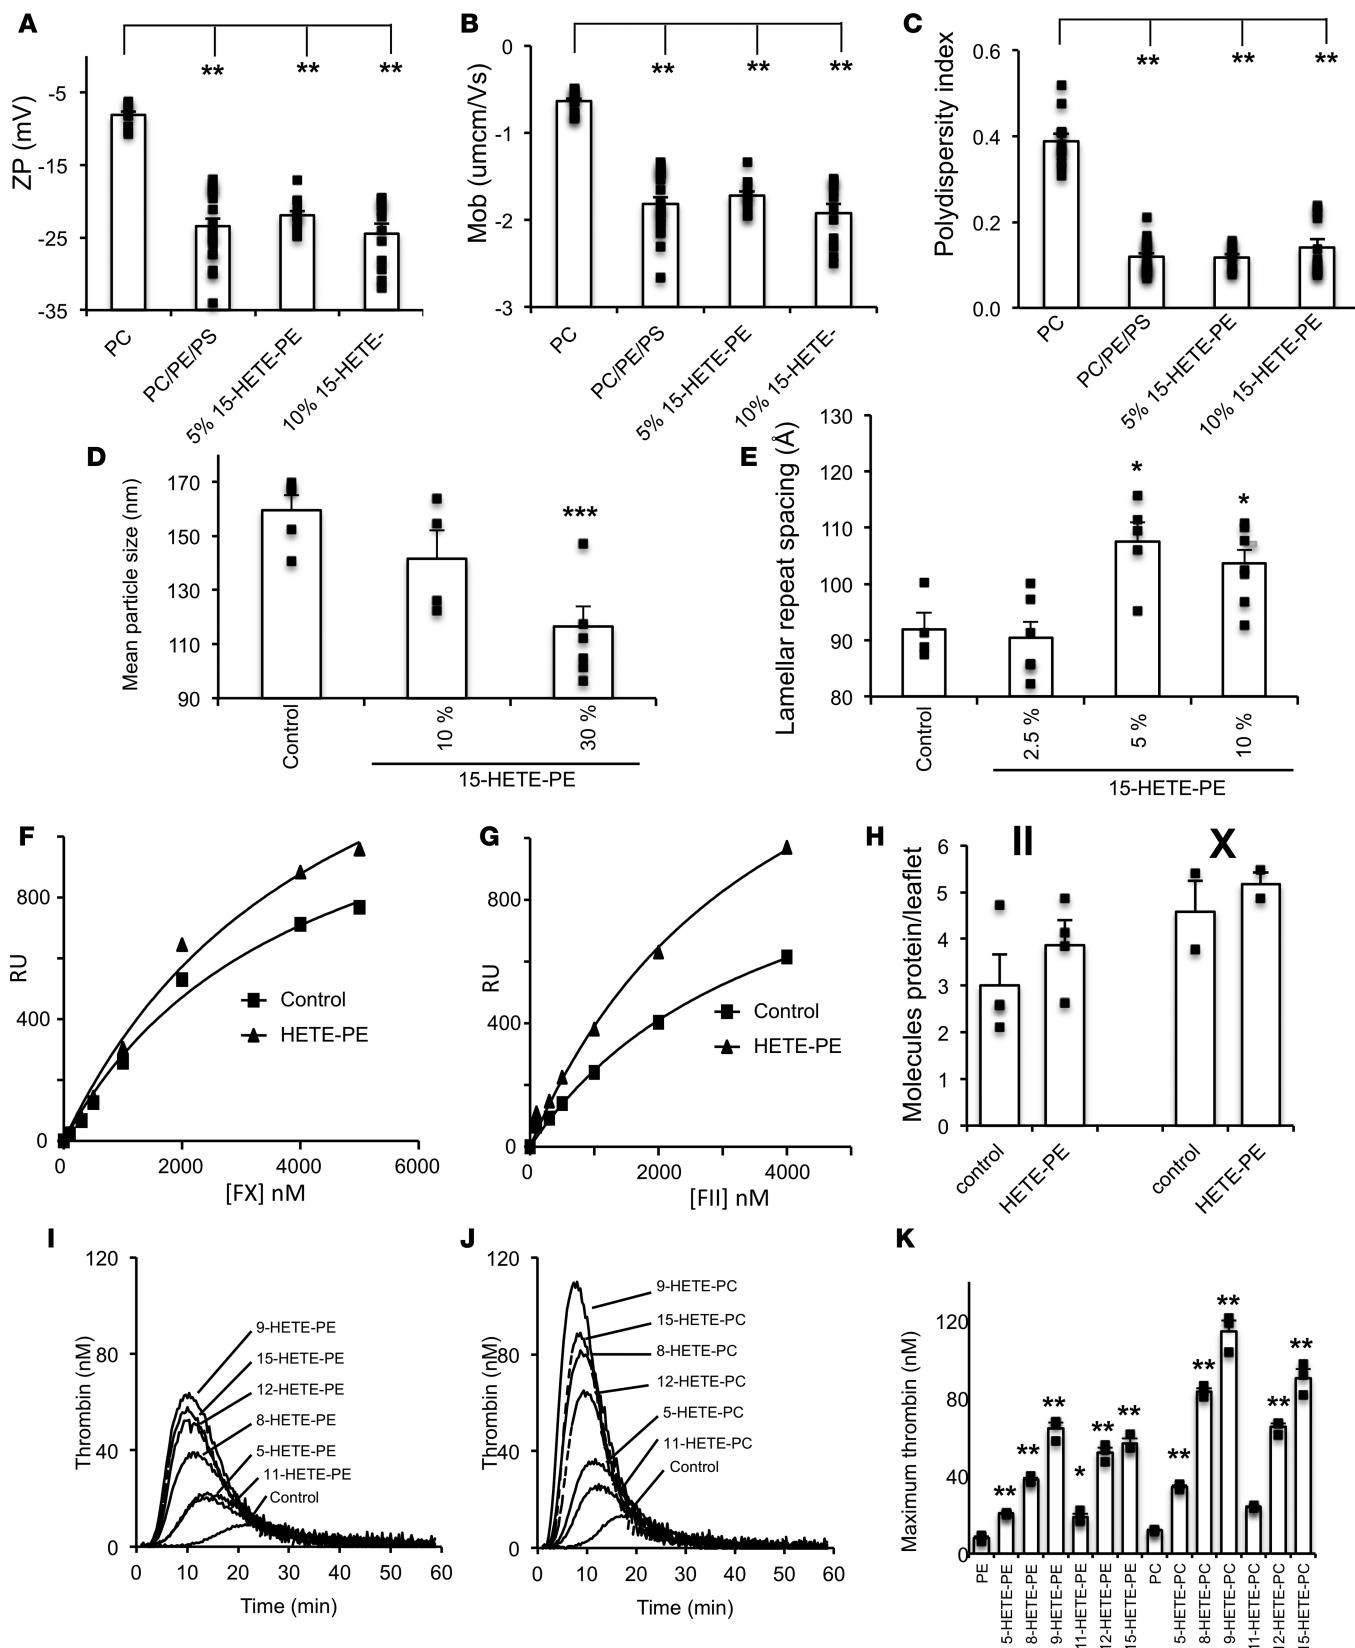 A
**
**
**
ZP (mV)
-5
-15
-25
-35
PC
PC/PE/PS
5% 15-HETE-PE
10% 15-HETE-
B
**
**
**
Mob (umcm/Vs)
0
-1
-2
-3
PC
PC/PE/PS
5% 15-HETE-PE
10% 15-HETE-
C
**
**
**
Polydispersity index
0.6
0.4
0.2
0.0
PC
PC/PE/PS
5% 15-HETE-PE
10% 15-HETE-PE
D
Mean particle size (nm)
170
150
130
110
90
***
Control
10 %
30 %
15-HETE-PE
E
Lamellar repeat spacing (Å)
130
120
110
100
90
80
*
*
Control
2.5 %
5 %
10 %
15-HETE-PE
F
RU
800
400
0
Control
HETE-PE
0
2000
4000
6000
[FX] nM
G
RU
800
400
0
Control
HETE-PE
0
2000
4000
[FII] nM
H
II
X
Molecules protein/leaflet
6
5
4
3
2
1
0
control
HETE-PE
control
HETE-PE
I
Thrombin (nM)
120
80
40
0
9-HETE-PE
15-HETE-PE
12-HETE-PE
8-HETE-PE
5-HETE-PE
11-HETE-PE
Control
0
10
20
30
40
50
60
Time (min)
J
Thrombin (nM)
120
80
40
0
9-HETE-PC
15-HETE-PC
8-HETE-PC
12-HETE-PC
5-HETE-PC
11-HETE-PC
Control
0
10
20
30
40
50
60
Time (min)
K
Maximum thrombin (nM)
120
80
40
0
**
**
**
*
**
**
**
**
**
**
**
PE
5-HETE-PE
8-HETE-PE
9-HETE-PE
11-HETE-PE
12-HETE-PE
15-HETE-PE
PC
5-HETE-PC
8-HETE-PC
9-HETE-PC
11-HETE-PC
12-HETE-PC
15-HETE-PC